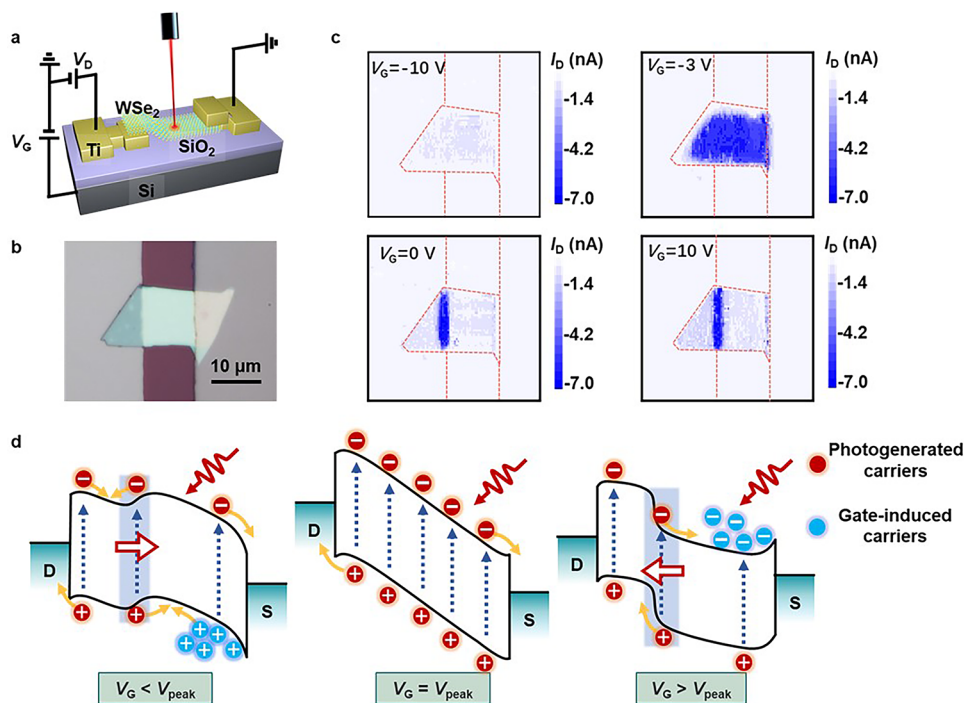 a
V_D
WSe₂
V_G
Ti
SiO₂
Si
b
10 μm
c
V_G=-10 V
I_D (nA)
-1.4
-4.2
-7.0
V_G=-3 V
I_D (nA)
-1.4
-4.2
-7.0
V_G=0 V
I_D (nA)
-1.4
-4.2
-7.0
V_G=10 V
I_D (nA)
-1.4
-4.2
-7.0
d
D
S
V_G < V_peak
D
S
V_G = V_peak
D
S
V_G > V_peak
Photogenerated
carriers
Gate-induced
carriers